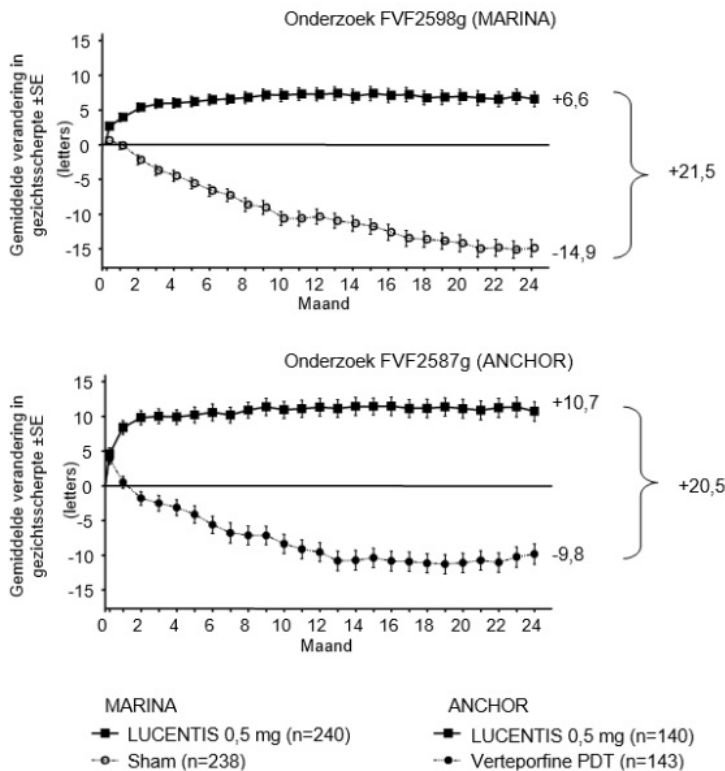 Onderzoek FVF2598g (MARINA)
Gemiddelde verandering in
gezichtsscherpte ±SE
(letters)
15
10
5
0
-5
-10
-15
+6,6
+21,5
-14,9
0 2 4 6 8 10 12 14 16 18 20 22 24
Maand
Onderzoek FVF2587g (ANCHOR)
Gemiddelde verandering in
gezichtsscherpte ±SE
(letters)
15
10
5
0
-5
-10
-15
+10,7
+20,5
-9,8
0 2 4 6 8 10 12 14 16 18 20 22 24
Maand
MARINA
LUCENTIS 0,5 mg (n=240)
Sham (n=238)
ANCHOR
LUCENTIS 0,5 mg (n=140)
Verteporfine PDT (n=143)